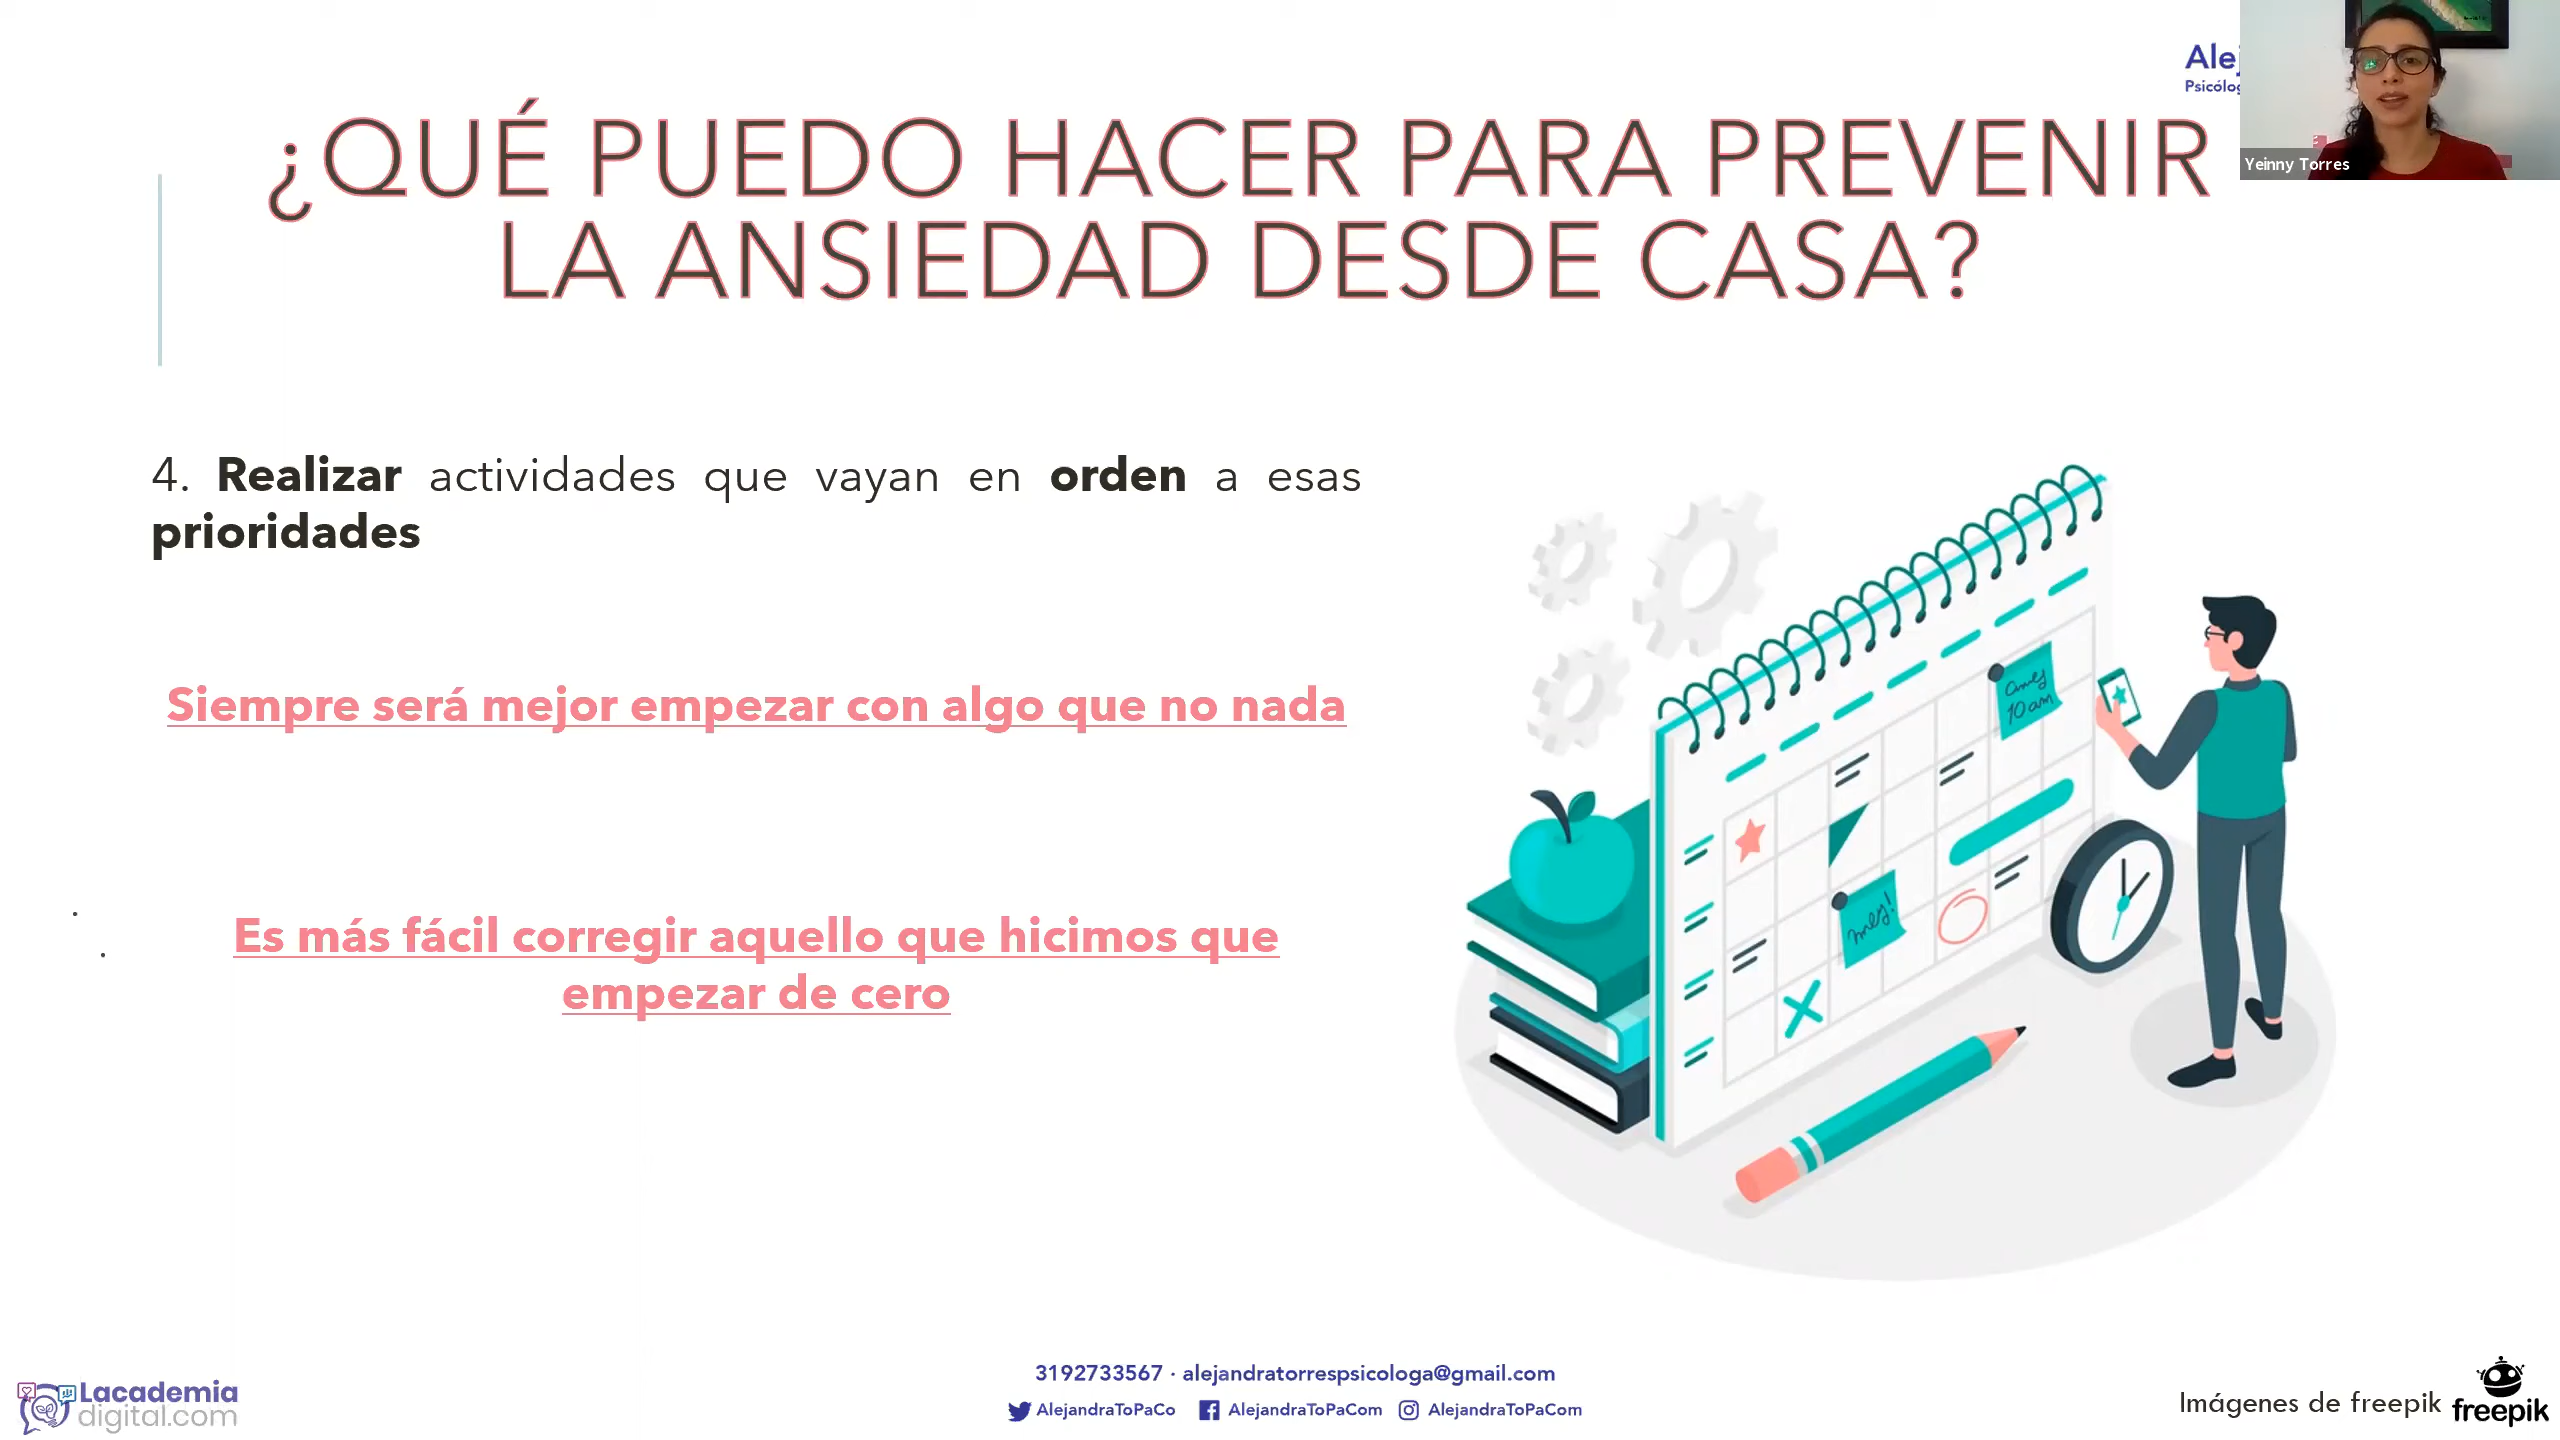 ¿QUÉ PUEDO HACER PARA PREVENIR
LA ANSIEDAD DESDE CASA?
Yeinny Torres
4. Realizar actividades que vayan en orden a esas
prioridades
Siempre será mejor empezar con algo que no nada
Es más fácil corregir aquello que hicimos que
empezar de cero
10 am
3192733567 · alejandratorrespsicologa@gmail.com
AlejandraToPaCo AlejandraToPaCom AlejandraToPaCom
Lacademia
digital.com
Imágenes de freepik
freepik